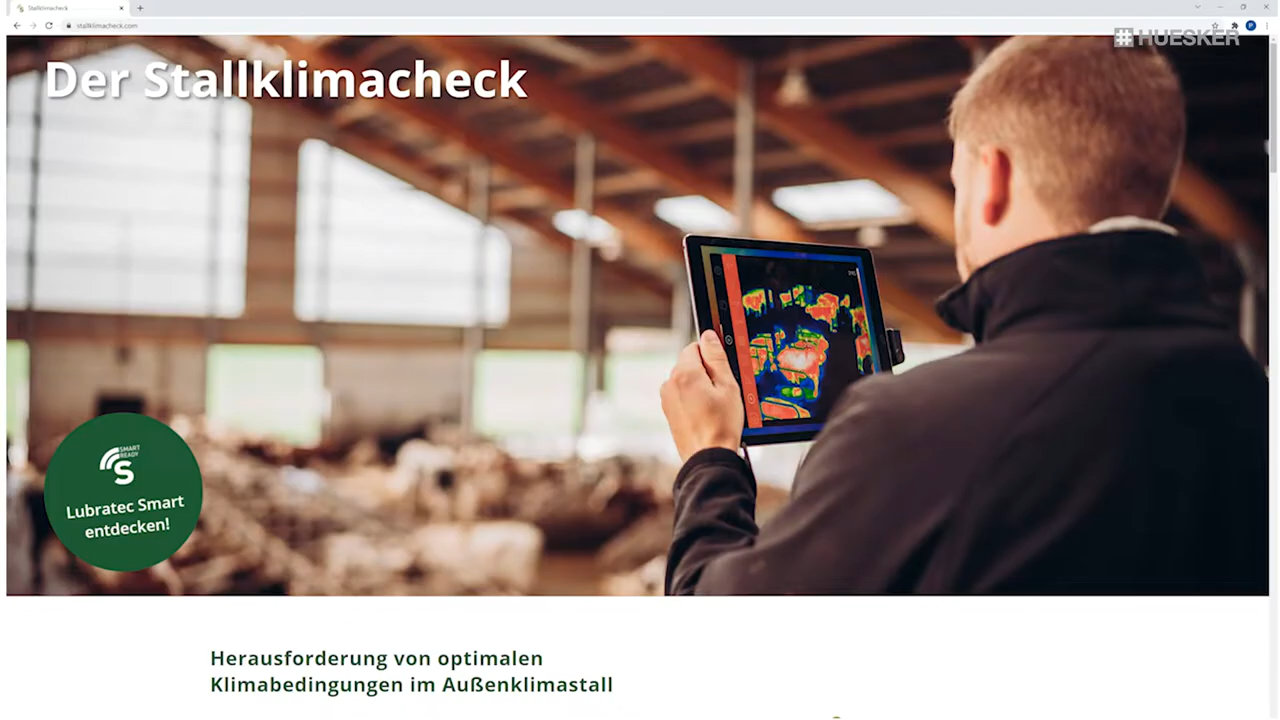 Stallklimacheck
stallklimacheck.com
HUESKER
Der Stallklimacheck
SMART
READY
Lubratec Smart
entdecken!
Herausforderung von optimalen
Klimabedingungen im Außenklimastall